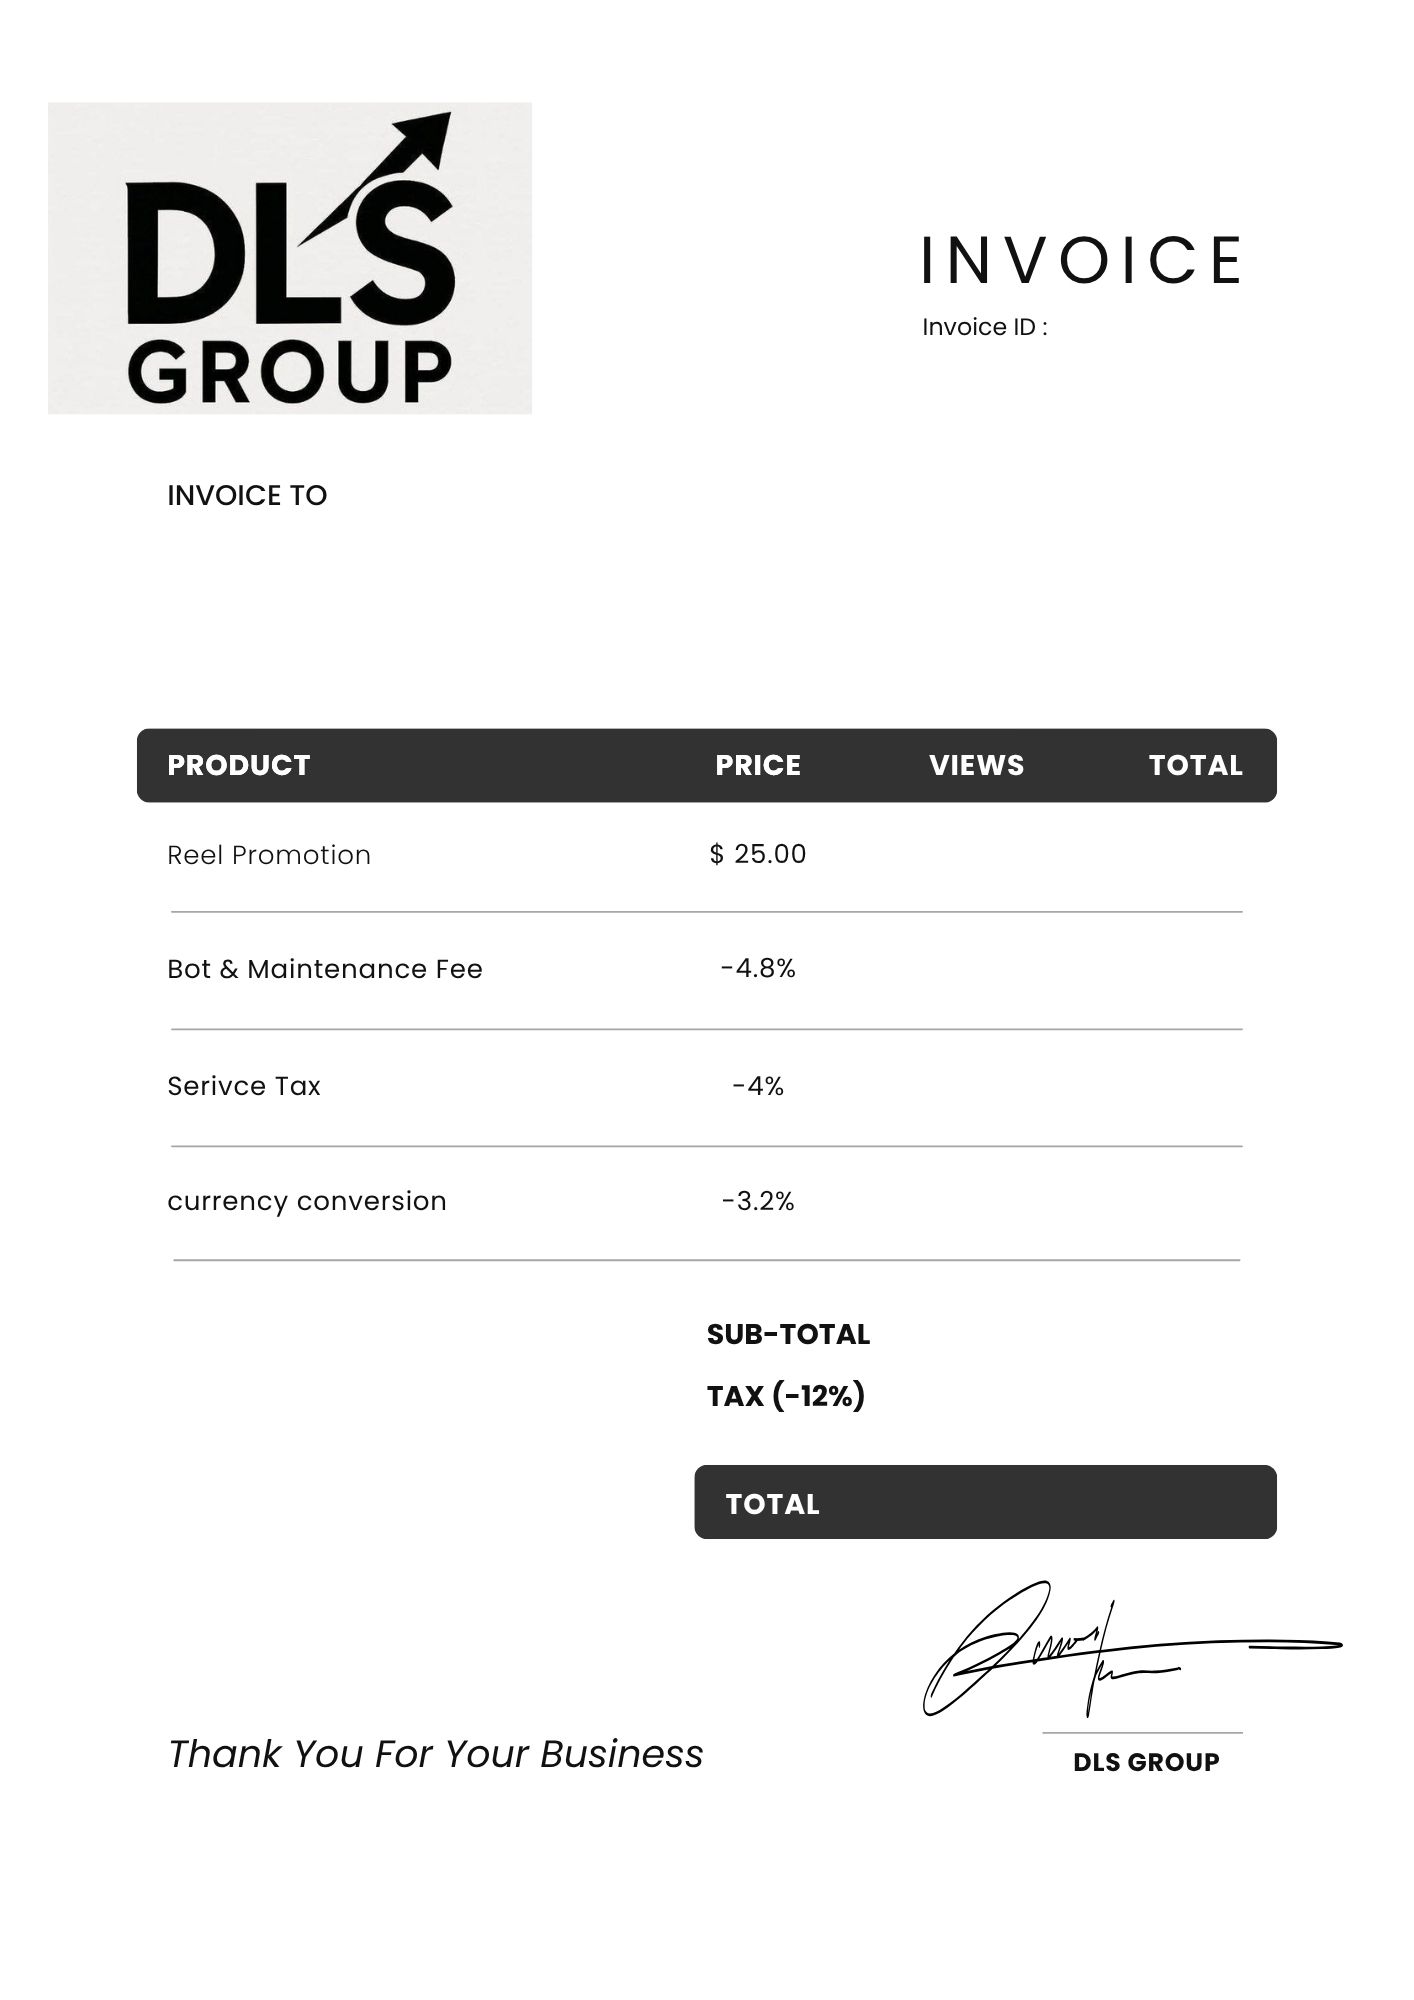 DLS
GROUP
INVOICE
Invoice ID :
INVOICE TO
PRODUCT PRICE VIEWS TOTAL
Reel Promotion $ 25.00
Bot & Maintenance Fee -4.8%
Serivce Tax -4%
currency conversion -3.2%
SUB-TOTAL
TAX (-12%)
TOTAL
Thank You For Your Business
DLS GROUP